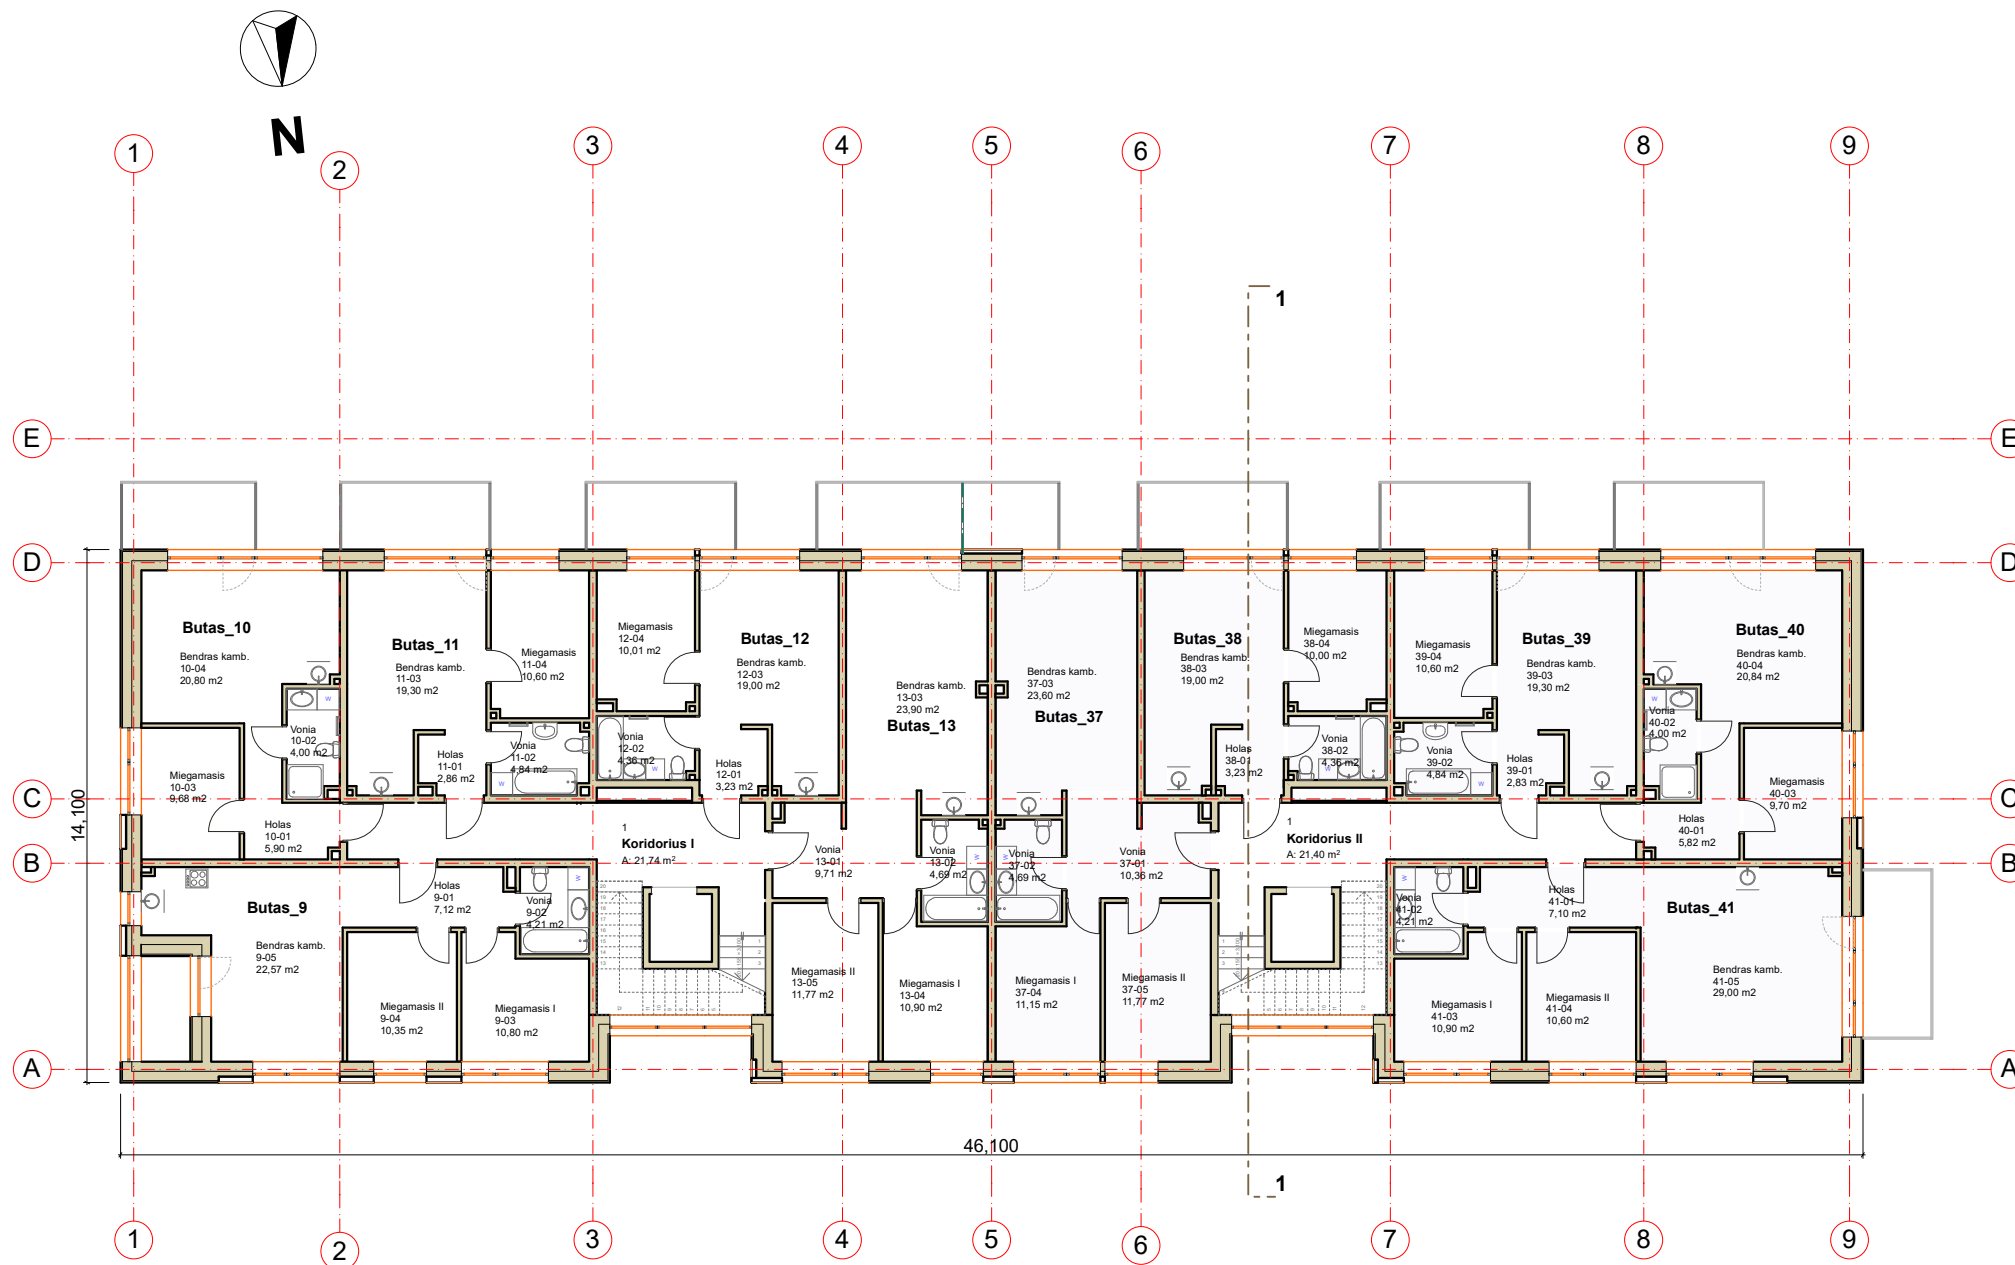 N
1
2
3
4
5
6
7
8
9
1
E
E
D
D
C
C
B
B
A
A
14,100
46,100
Butas_10
Bendras kamb.
10-04
20,80 m2
Vonia
10-02
4,00 m2
Miegamasis
10-03
9,68 m2
Holas
10-01
5,90 m2
Butas_11
Bendras kamb.
11-03
19,30 m2
Miegamasis
11-04
10,60 m2
Holas
11-01
2,86 m2
Vonia
11-02
4,84 m2
Miegamasis
12-04
10,01 m2
Butas_12
Bendras kamb.
12-03
19,00 m2
Vonia
12-02
4,36 m2
Holas
12-01
3,23 m2
Bendras kamb.
13-03
23,90 m2
Butas_13
Bendras kamb.
37-03
23,60 m2
Butas_37
Butas_38
Bendras kamb.
38-03
19,00 m2
Miegamasis
38-04
10,00 m2
Holas
38-01
3,23 m2
Vonia
38-02
4,36 m2
Miegamasis
39-04
10,60 m2
Butas_39
Bendras kamb.
39-03
19,30 m2
Vonia
39-02
4,84 m2
Holas
39-01
2,83 m2
Butas_40
Bendras kamb.
40-04
20,84 m2
Vonia
40-02
4,00 m2
Miegamasis
40-03
9,70 m2
Holas
40-01
5,82 m2
1
Koridorius I
A: 21,74 m²
Vonia
13-01
9,71 m2
Vonia
13-02
4,69 m2
Vonia
37-02
4,69 m2
Vonia
37-01
10,36 m2
1
Koridorius II
A: 21,40 m²
Butas_9
Bendras kamb.
9-05
22,57 m2
Holas
9-01
7,12 m2
Vonia
9-02
4,21 m2
Miegamasis II
9-04
10,35 m2
Miegamasis I
9-03
10,80 m2
Miegamasis II
13-05
11,77 m2
Miegamasis I
13-04
10,90 m2
Miegamasis I
37-04
11,15 m2
Miegamasis II
37-05
11,77 m2
Vonia
41-02
4,21 m2
Holas
41-01
7,10 m2
Butas_41
Bendras kamb.
41-05
29,00 m2
Miegamasis I
41-03
10,90 m2
Miegamasis II
41-04
10,60 m2
1
1
2
3
4
5
6
7
8
9